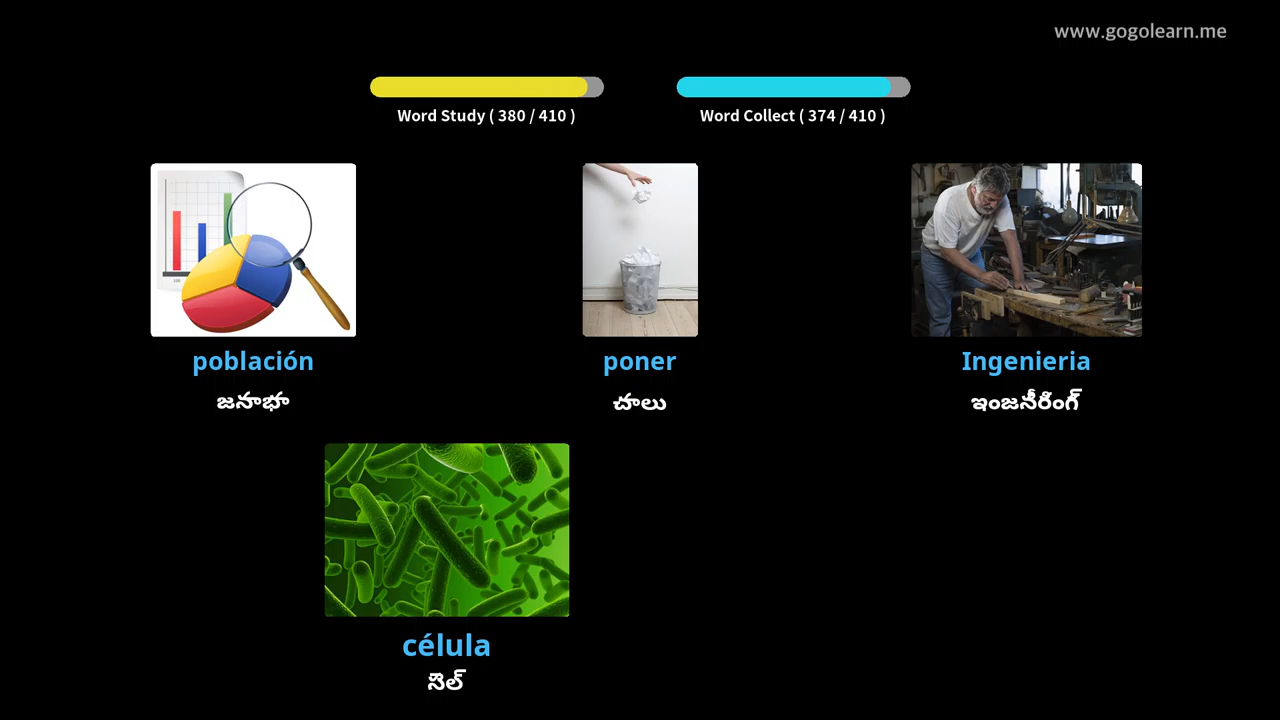 www.gogolearn.me
Word Study ( 380 / 410 )
Word Collect ( 374 / 410 )
población
poner
Ingenieria
జనాభా
చాలు
ఇంజనీరింగ్
célula
సెల్